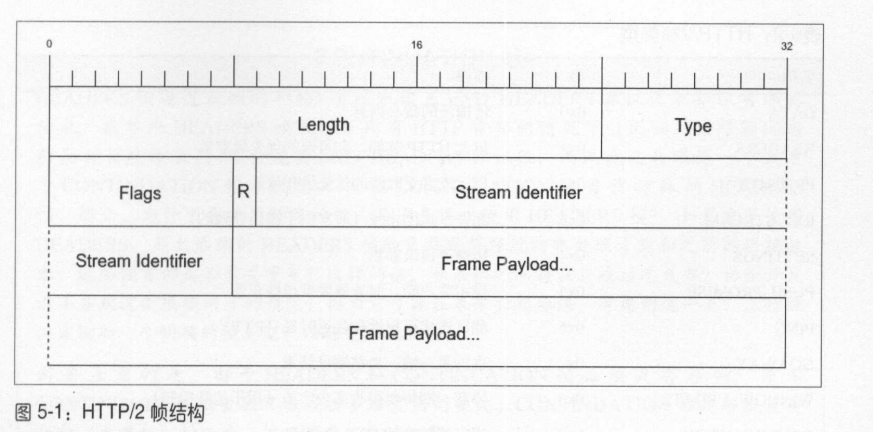 0 16 32
Length Type
Flags R Stream Identifier
Stream Identifier Frame Payload...
Frame Payload...
图 5-1：HTTP/2 帧结构